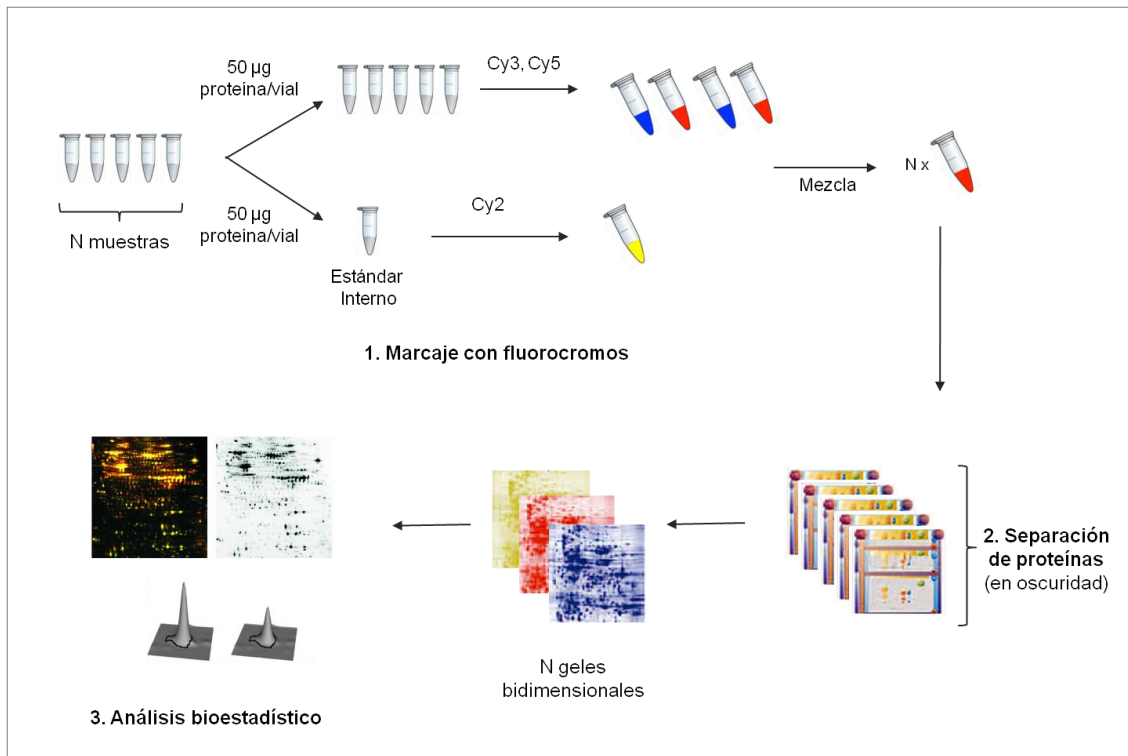 50 µg
proteína/vial
Cy3, Cy5
N muestras
50 µg
proteína/vial
Cy2
Estándar
Interno
Mezcla
N x
1. Marcaje con fluorocromos
2. Separación
de proteínas
(en oscuridad)
N geles
bidimensionales
3. Análisis bioestadístico